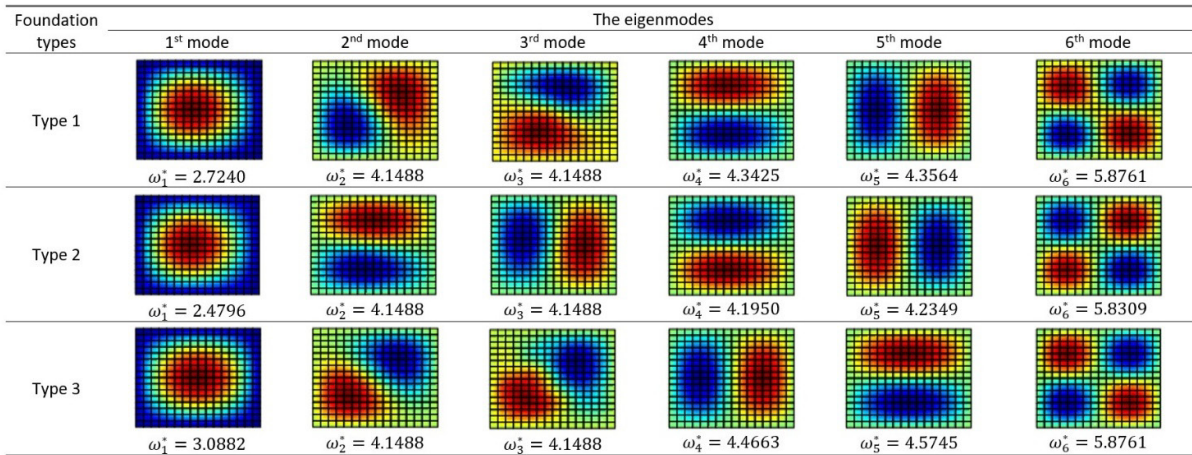 Foundation types
The eigenmodes
1st mode 2nd mode 3rd mode 4th mode 5th mode 6th mode
Type 1
ω₁* = 2.7240 ω₂* = 4.1488 ω₃* = 4.1488 ω₄* = 4.3425 ω₅* = 4.3564 ω₆* = 5.8761
Type 2
ω₁* = 2.4796 ω₂* = 4.1488 ω₃* = 4.1488 ω₄* = 4.1950 ω₅* = 4.2349 ω₆* = 5.8309
Type 3
ω₁* = 3.0882 ω₂* = 4.1488 ω₃* = 4.1488 ω₄* = 4.4663 ω₅* = 4.5745 ω₆* = 5.8761